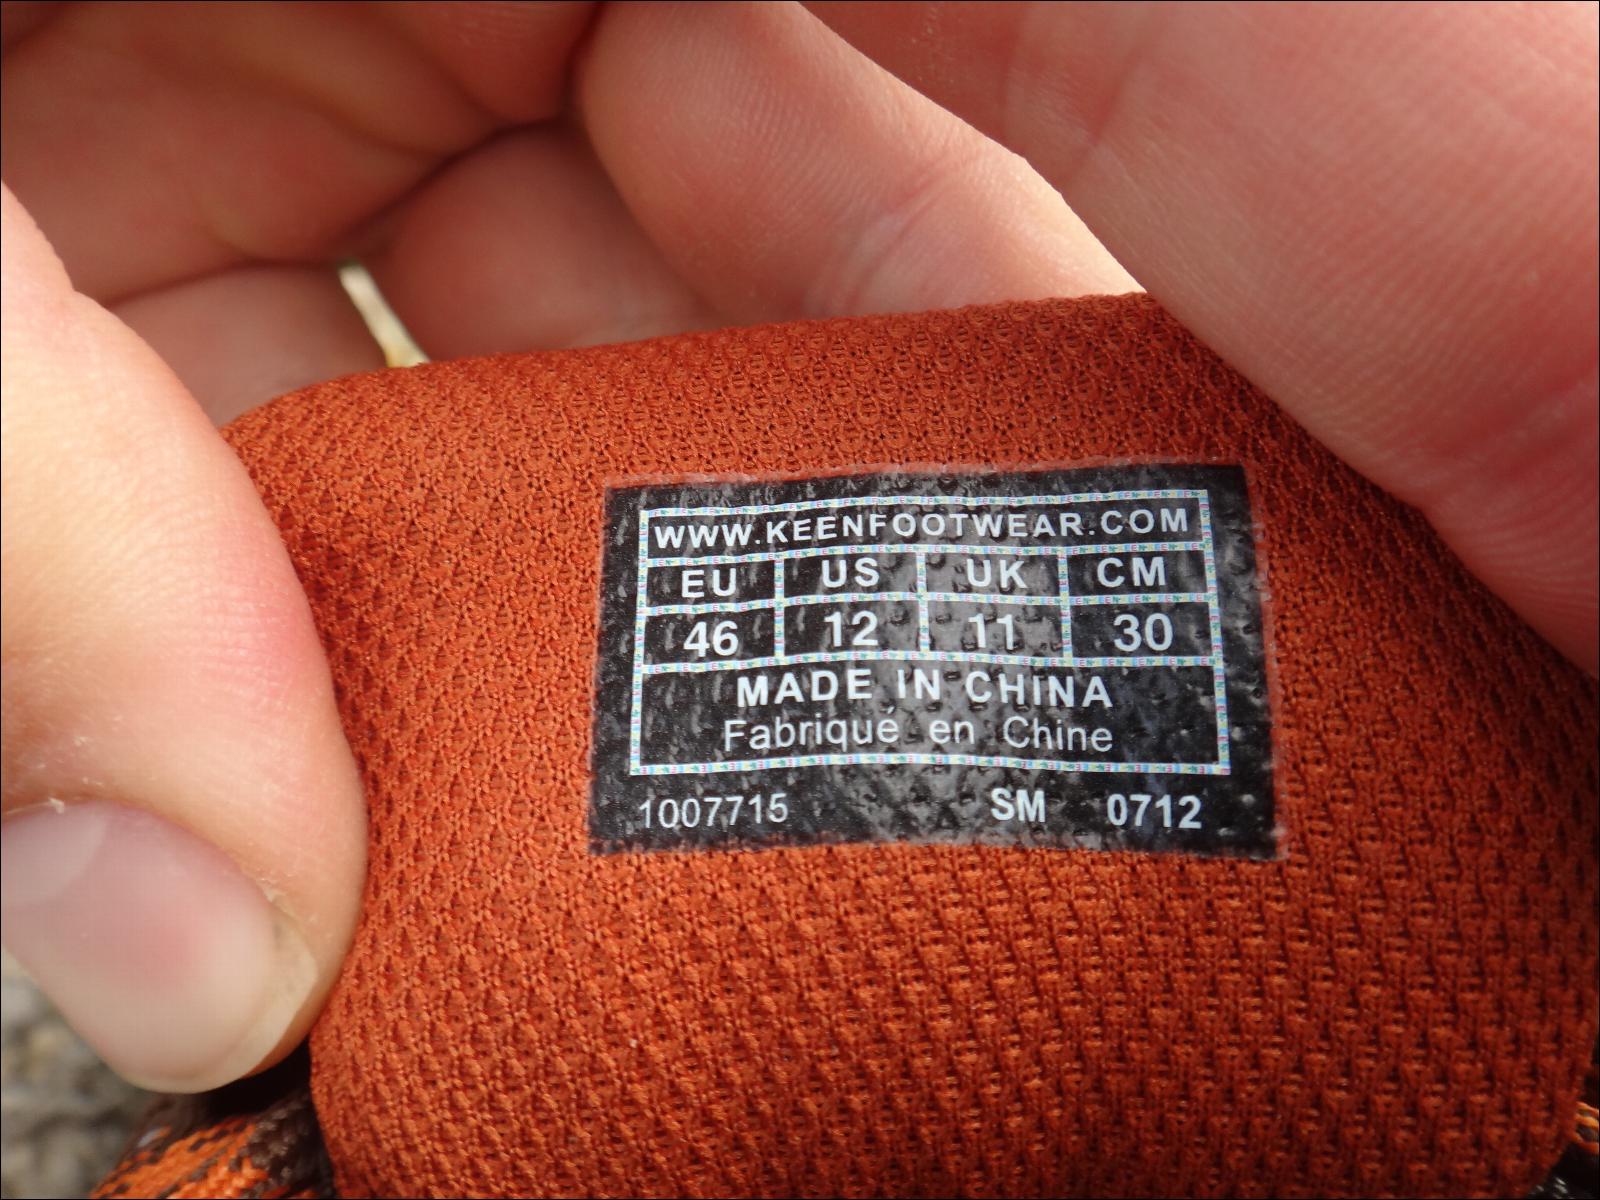 WWW.KEENFOOTWEAR.COM
EU US UK CM
46 12 11 30
MADE IN CHINA
Fabriqué en Chine
1007715 SM 0712